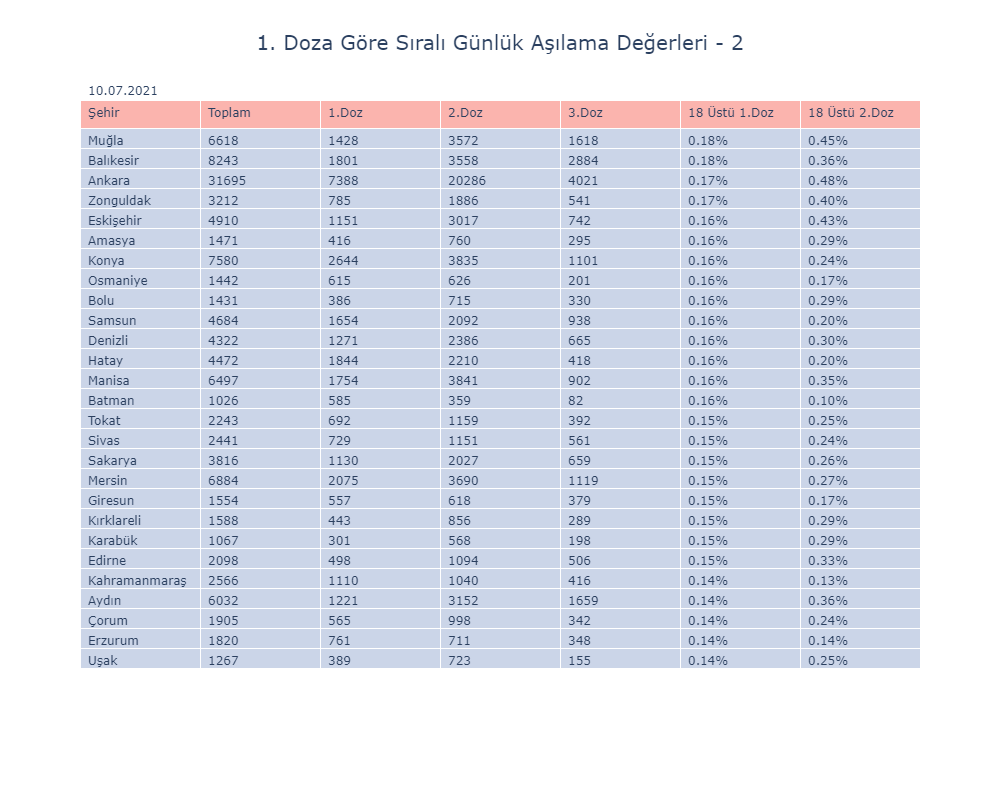 1. Doza Göre Sıralı Günlük Aşılama Değerleri - 2
10.07.2021
Şehir Toplam 1.Doz 2.Doz 3.Doz 18 Üstü 1.Doz 18 Üstü 2.Doz
Muğla 6618 1428 3572 1618 0.18% 0.45%
Balıkesir 8243 1801 3558 2884 0.18% 0.36%
Ankara 31695 7388 20286 4021 0.17% 0.48%
Zonguldak 3212 785 1886 541 0.17% 0.40%
Eskişehir 4910 1151 3017 742 0.16% 0.43%
Amasya 1471 416 760 295 0.16% 0.29%
Konya 7580 2644 3835 1101 0.16% 0.24%
Osmaniye 1442 615 626 201 0.16% 0.17%
Bolu 1431 386 715 330 0.16% 0.29%
Samsun 4684 1654 2092 938 0.16% 0.20%
Denizli 4322 1271 2386 665 0.16% 0.30%
Hatay 4472 1844 2210 418 0.16% 0.20%
Manisa 6497 1754 3841 902 0.16% 0.35%
Batman 1026 585 359 82 0.16% 0.10%
Tokat 2243 692 1159 392 0.15% 0.25%
Sivas 2441 729 1151 561 0.15% 0.24%
Sakarya 3816 1130 2027 659 0.15% 0.26%
Mersin 6884 2075 3690 1119 0.15% 0.27%
Giresun 1554 557 618 379 0.15% 0.17%
Kırklareli 1588 443 856 289 0.15% 0.29%
Karabük 1067 301 568 198 0.15% 0.29%
Edirne 2098 498 1094 506 0.15% 0.33%
Kahramanmaraş 2566 1110 1040 416 0.14% 0.13%
Aydın 6032 1221 3152 1659 0.14% 0.36%
Çorum 1905 565 998 342 0.14% 0.24%
Erzurum 1820 761 711 348 0.14% 0.14%
Uşak 1267 389 723 155 0.14% 0.25%